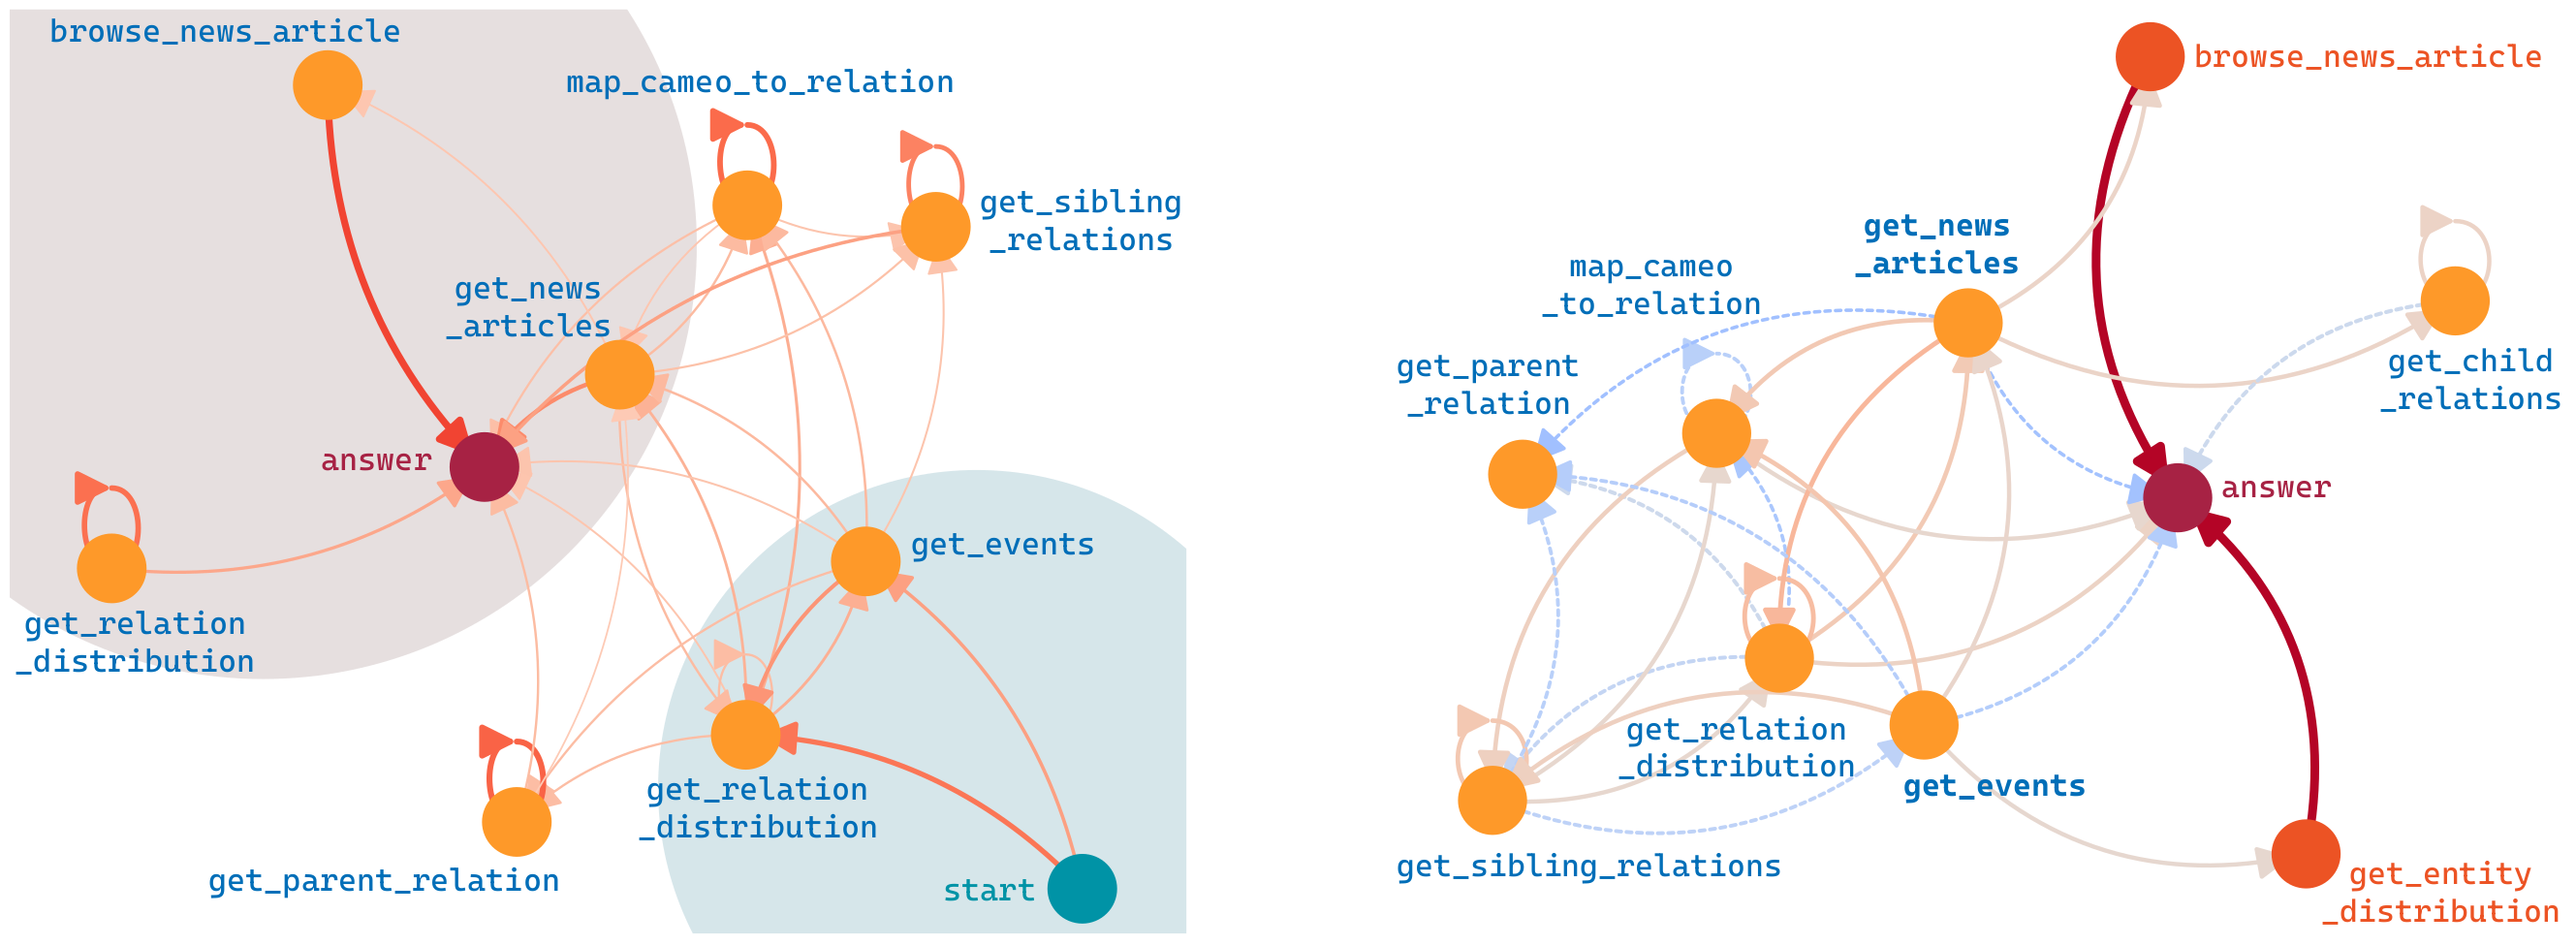 browse_news_article
map_cameo_to_relation
get_sibling
_relations
get_news
_articles
answer
get_relation
_distribution
get_events
get_relation
_distribution
get_parent_relation
start
browse_news_article
get_news
_articles
map_cameo
_to_relation
get_parent
_relation
get_child
_relations
answer
get_relation
_distribution
get_events
get_sibling_relations
get_entity
_distribution